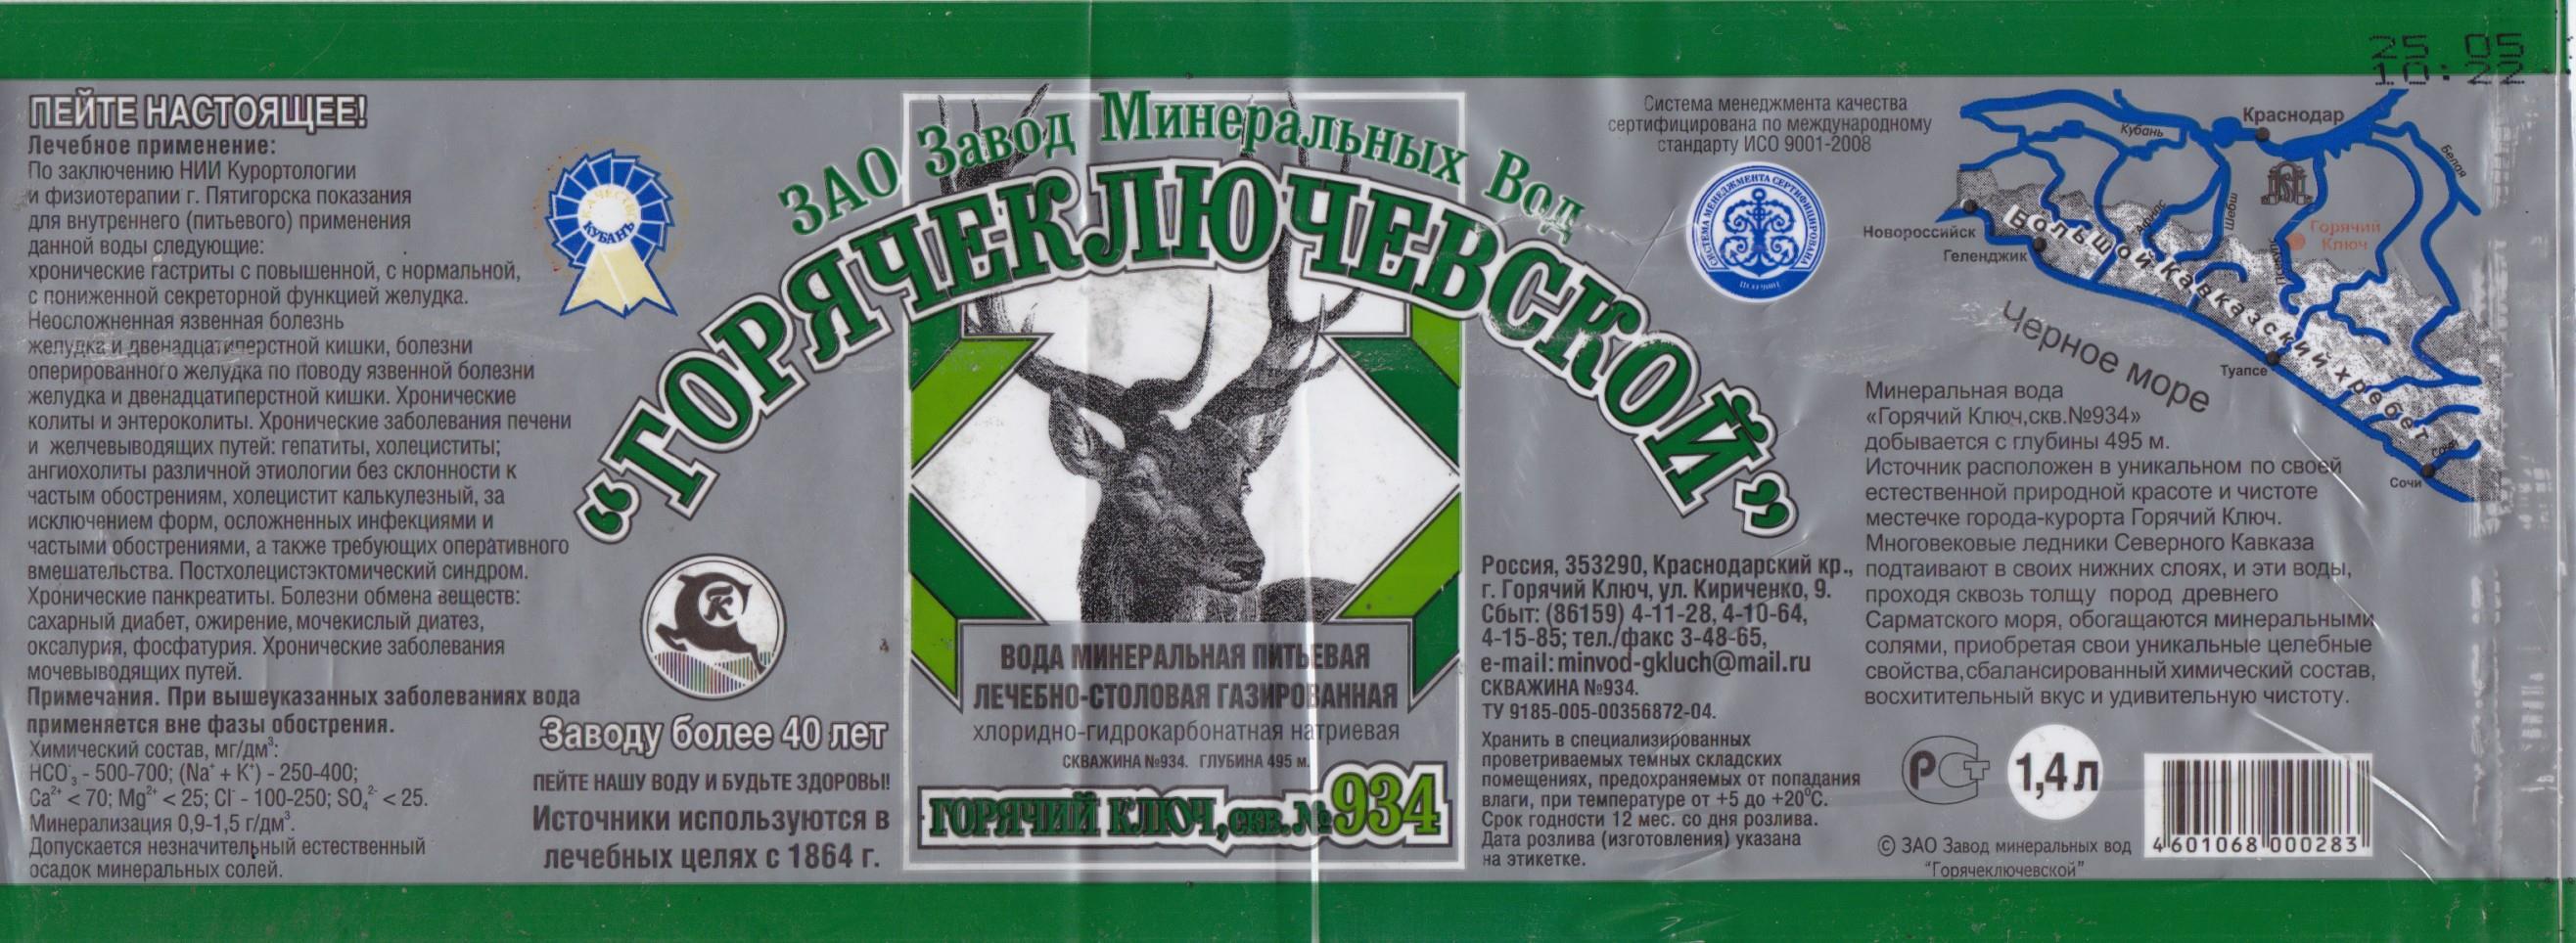 ПЕЙТЕ НАСТОЯЩЕЕ!
Лечебное применение:
По заключению НИИ Курортологии
и физиотерапии г. Пятигорска показания
для внутреннего (питьевого) применения
данной воды следующие:
хронические гастриты с повышенной, с нормальной,
с пониженной секреторной функцией желудка.
Неосложненная язвенная болезнь
желудка и двенадцатиперстной кишки, болезни
оперированного желудка по поводу язвенной болезни
желудка и двенадцатиперстной кишки. Хронические
колиты и энтероколиты. Хронические заболевания печени
и желчевыводящих путей: гепатиты, холециститы;
ангиохолиты различной этиологии без склонности к
частым обострениям, холецистит калькулезный, за
исключением форм, осложненных инфекциями и
частыми обострениями, а также требующих оперативного
вмешательства. Постхолецистэктомический синдром.
Хронические панкреатиты. Болезни обмена веществ:
сахарный диабет, ожирение, мочекислый диатез,
оксалурия, фосфатурия. Хронические заболевания
мочевыводящих путей.
Примечания. При вышеуказанных заболеваниях вода
применяется вне фазы обострения.
Химический состав, мг/дм³:
HCO⁻₃ - 500-700; (Na⁺ + K⁺) - 250-400;
Ca²⁺ < 70; Mg²⁺ < 25; Cl⁻ - 100-250; SO₄²⁻ < 25.
Минерализация 0,9-1,5 г/дм³.
Допускается незначительный естественный
осадок минеральных солей.
КАЧЕСТВО
КУБАНЬ
ГК
Заводу более 40 лет
ПЕЙТЕ НАШУ ВОДУ И БУДЬТЕ ЗДОРОВЫ!
Источники используются в
лечебных целях с 1864 г.
ЗАО Завод Минеральных Вод
"ГОРЯЧЕКЛЮЧЕВСКОЙ"
ВОДА МИНЕРАЛЬНАЯ ПИТЬЕВАЯ
ЛЕЧЕБНО-СТОЛОВАЯ ГАЗИРОВАННАЯ
хлоридно-гидрокарбонатная натриевая
СКВАЖИНА №934. ГЛУБИНА 495 м.
ГОРЯЧИЙ КЛЮЧ, скв.№934
Система менеджмента качества
сертифицирована по международному
стандарту ИСО 9001-2008
СИСТЕМА МЕНЕДЖМЕНТА СЕРТИФИЦИРОВАНА
Россия, 353290, Краснодарский кр.,
г. Горячий Ключ, ул. Кириченко, 9.
Сбыт: (86159) 4-11-28, 4-10-64,
4-15-85; тел./факс 3-48-65,
e-mail: minvod-gkluch@mail.ru
СКВАЖИНА №934.
ТУ 9185-005-00356872-04.
Хранить в специализированных
проветриваемых темных складских
помещениях, предохраняемых от попадания
влаги, при температуре от +5 до +20°С.
Срок годности 12 мес. со дня розлива.
Дата розлива (изготовления) указана
на этикетке.
25 05
10:22
Краснодар
Кубань
Белая
Афипс
Шебш
Горячий
Ключ
Новороссийск
Геленджик
Большой Кавказский хребет
Черное море
Туапсе
Сочи
Минеральная вода
«Горячий Ключ,скв.№934»
добывается с глубины 495 м.
Источник расположен в уникальном по своей
естественной природной красоте и чистоте
местечке города-курорта Горячий Ключ.
Многовековые ледники Северного Кавказа
подтаивают в своих нижних слоях, и эти воды,
проходя сквозь толщу пород древнего
Сарматского моря, обогащаются минеральными
солями, приобретая свои уникальные целебные
свойства, сбалансированный химический состав,
восхитительный вкус и удивительную чистоту.
РСТ
1,4 л
© ЗАО Завод минеральных вод
"Горячеключевской"
4 601068 000283